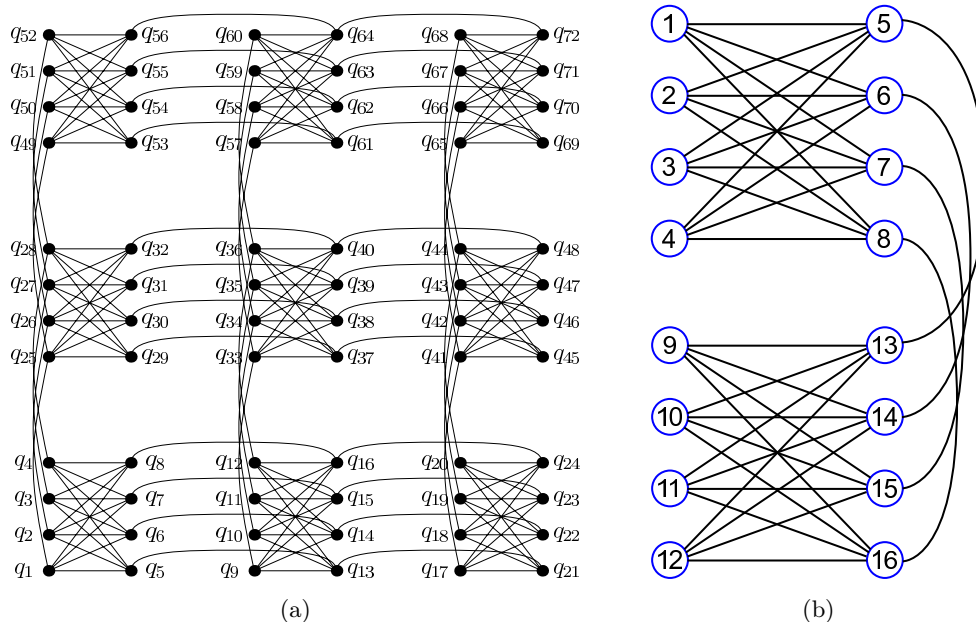 q52 q56 q60 q64 q68 q72
q51 q55 q59 q63 q67 q71
q50 q54 q58 q62 q66 q70
q49 q53 q57 q61 q65 q69
q28 q32 q36 q40 q44 q48
q27 q31 q35 q39 q43 q47
q26 q30 q34 q38 q42 q46
q25 q29 q33 q37 q41 q45
q4 q8 q12 q16 q20 q24
q3 q7 q11 q15 q19 q23
q2 q6 q10 q14 q18 q22
q1 q5 q9 q13 q17 q21
(a)
1 5
2 6
3 7
4 8
9 13
10 14
11 15
12 16
(b)